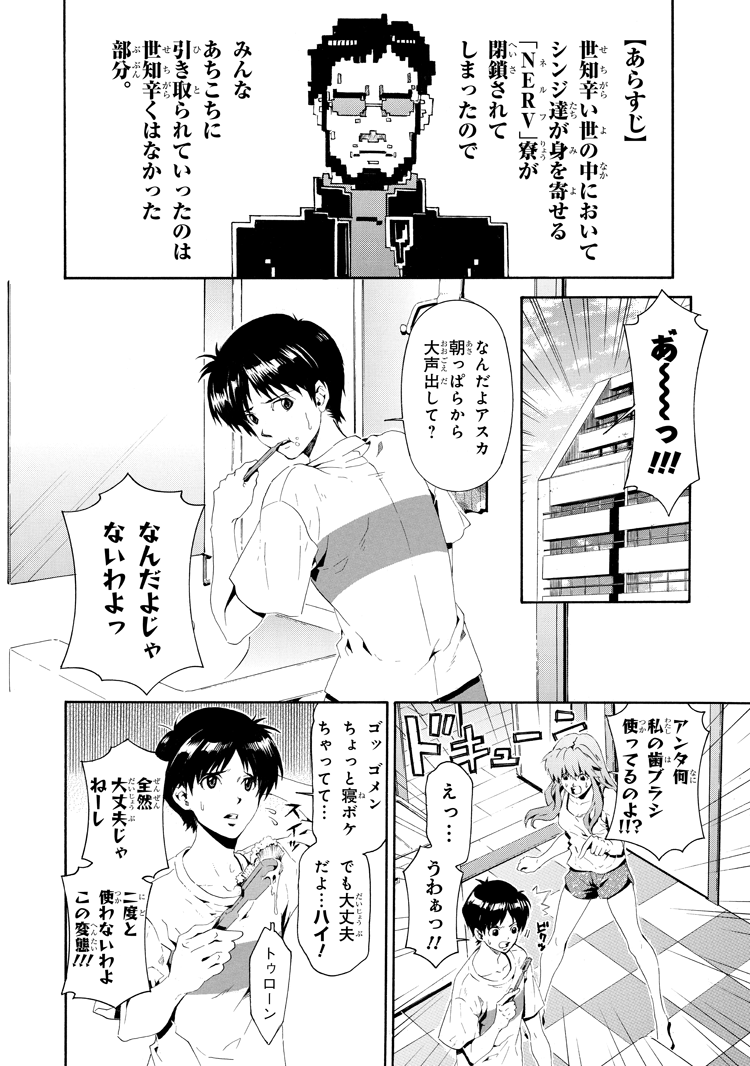 【あらすじ】
世知辛い世の中において
シンジ達が身を寄せる
「NERV」寮が
閉鎖されて
しまったので
みんな
あちこちに
引き取られていったのは
世知辛くはなかった
部分。
あ゛〜〜〜っ!!!
なんだよアスカ
朝っぱらから
大声出して?
なんだよじゃ
ないわよっ
アンタ何
私の歯ブラシ
使ってるのよ!!?
ドキューン
えっ…
うわぁっ!!
ビクッ
ゴッ ゴメン
ちょっと寝ボケ
ちゃってて…
でも大丈夫
だよ…ハイ!
トゥローン
全然
大丈夫じゃ
ねーし
二度と
使わないわよ
この変態!!!